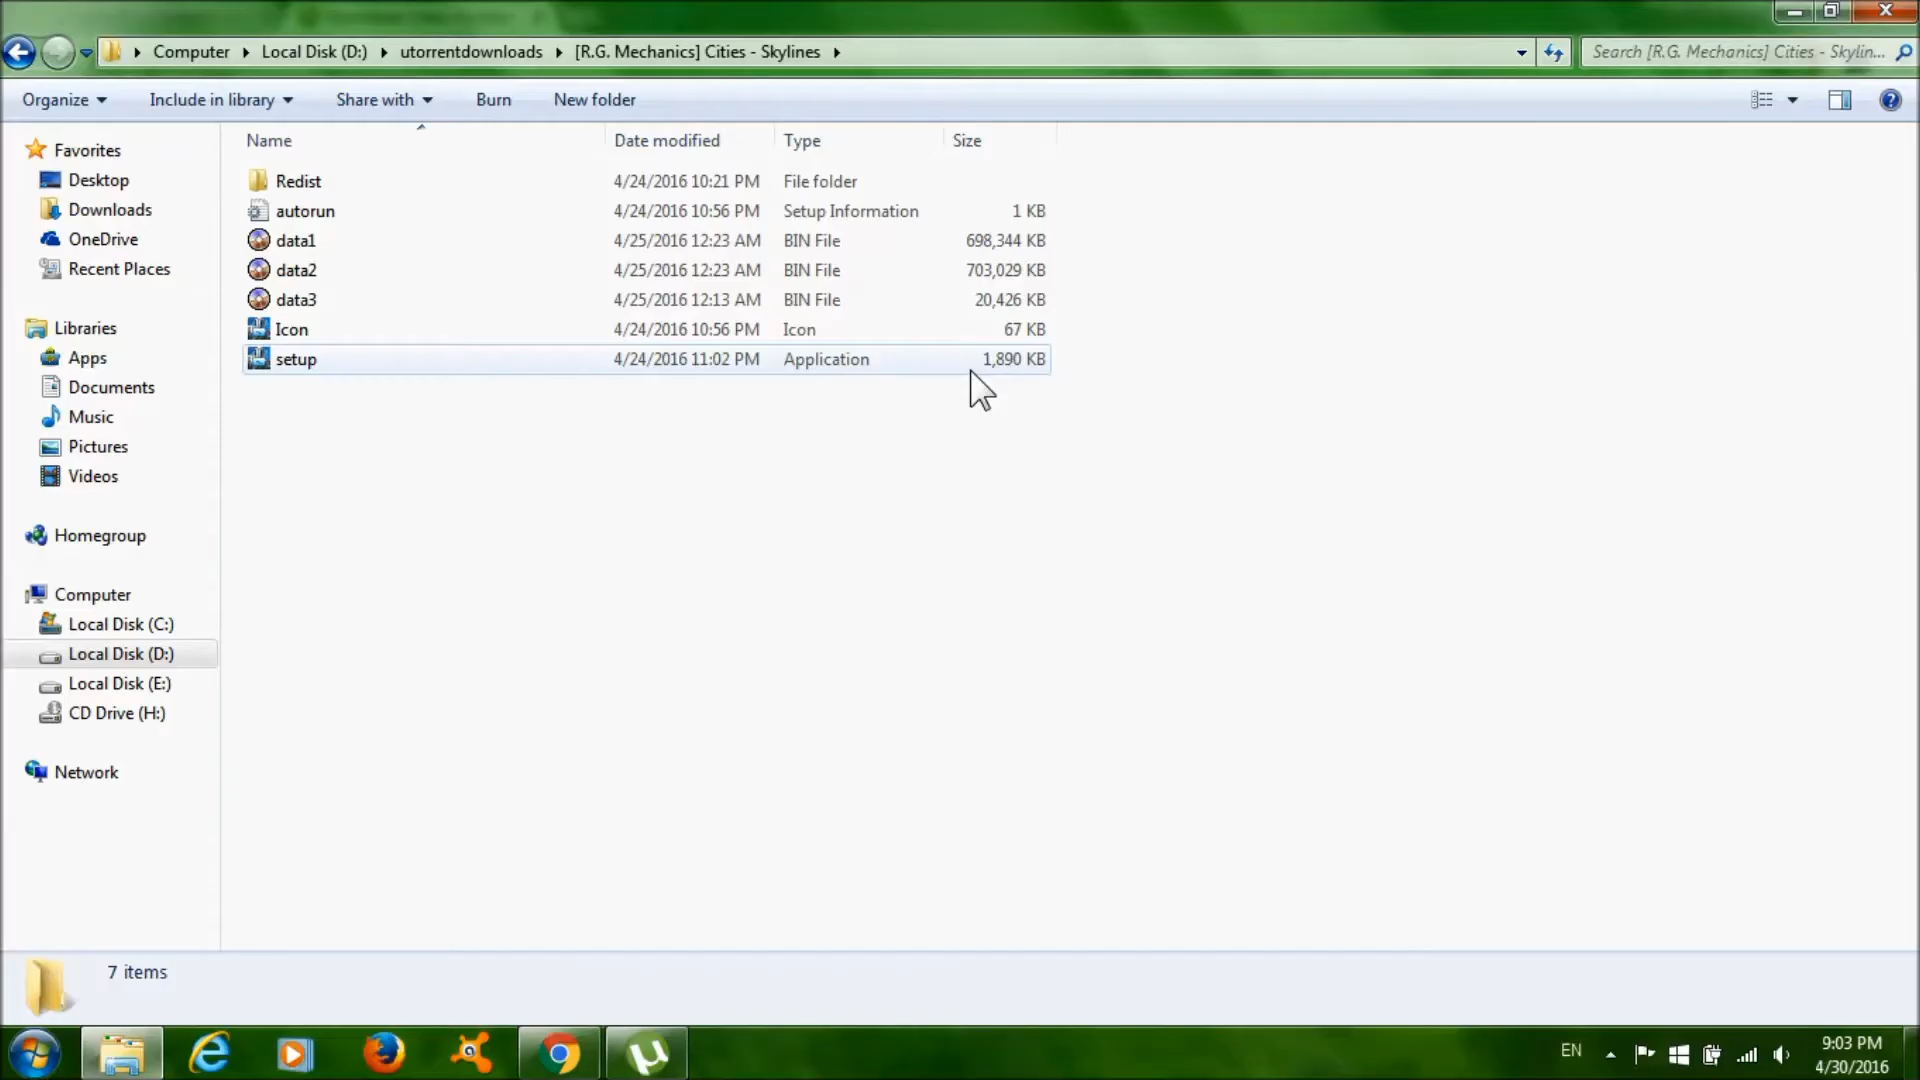 Computer Local Disk (D:) utorrentdownloads [R.G. Mechanics] Cities - Skylines
Search [R.G. Mechanics] Cities - Skylin...
Organize Include in library Share with Burn New folder
Name Date modified Type Size
Redist 4/24/2016 10:21 PM File folder
autorun 4/24/2016 10:56 PM Setup Information 1 KB
data1 4/25/2016 12:23 AM BIN File 698,344 KB
data2 4/25/2016 12:23 AM BIN File 703,029 KB
data3 4/25/2016 12:13 AM BIN File 20,426 KB
Icon 4/24/2016 10:56 PM Icon 67 KB
setup 4/24/2016 11:02 PM Application 1,890 KB
Favorites
Desktop
Downloads
OneDrive
Recent Places
Libraries
Apps
Documents
Music
Pictures
Videos
Homegroup
Computer
Local Disk (C:)
Local Disk (D:)
Local Disk (E:)
CD Drive (H:)
Network
7 items
EN
9:03 PM
4/30/2016